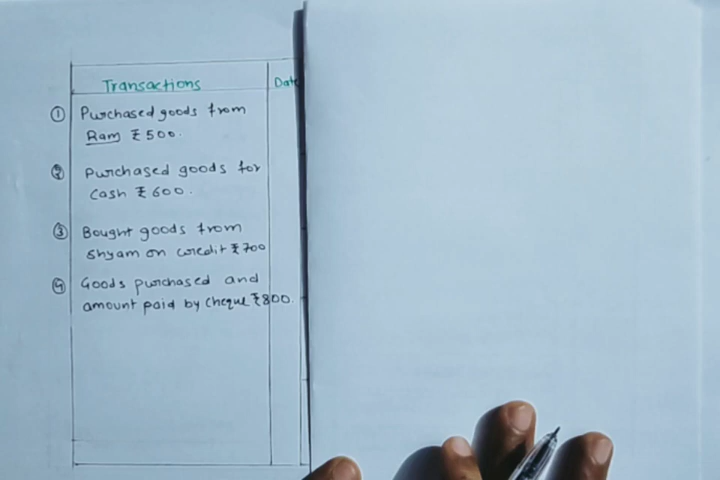 Transactions Date
① Purchased goods from
Ram ₹500.
② Purchased goods for
Cash ₹600.
③ Bought goods from
Shyam on credit ₹700
④ Goods purchased and
amount paid by Cheque ₹800.